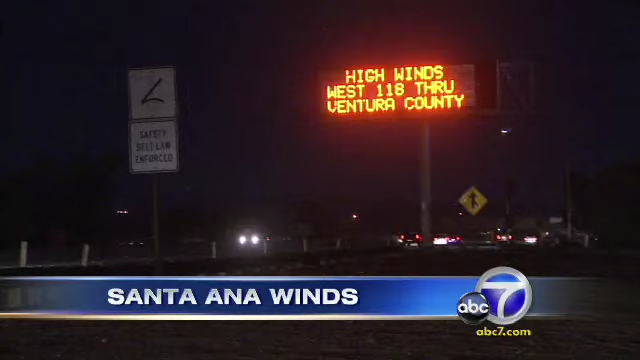 HIGH WINDS
WEST 118 THRU
VENTURA COUNTY
SAFETY
BELT LAW
ENFORCED
SANTA ANA WINDS
abc 7
abc7.com